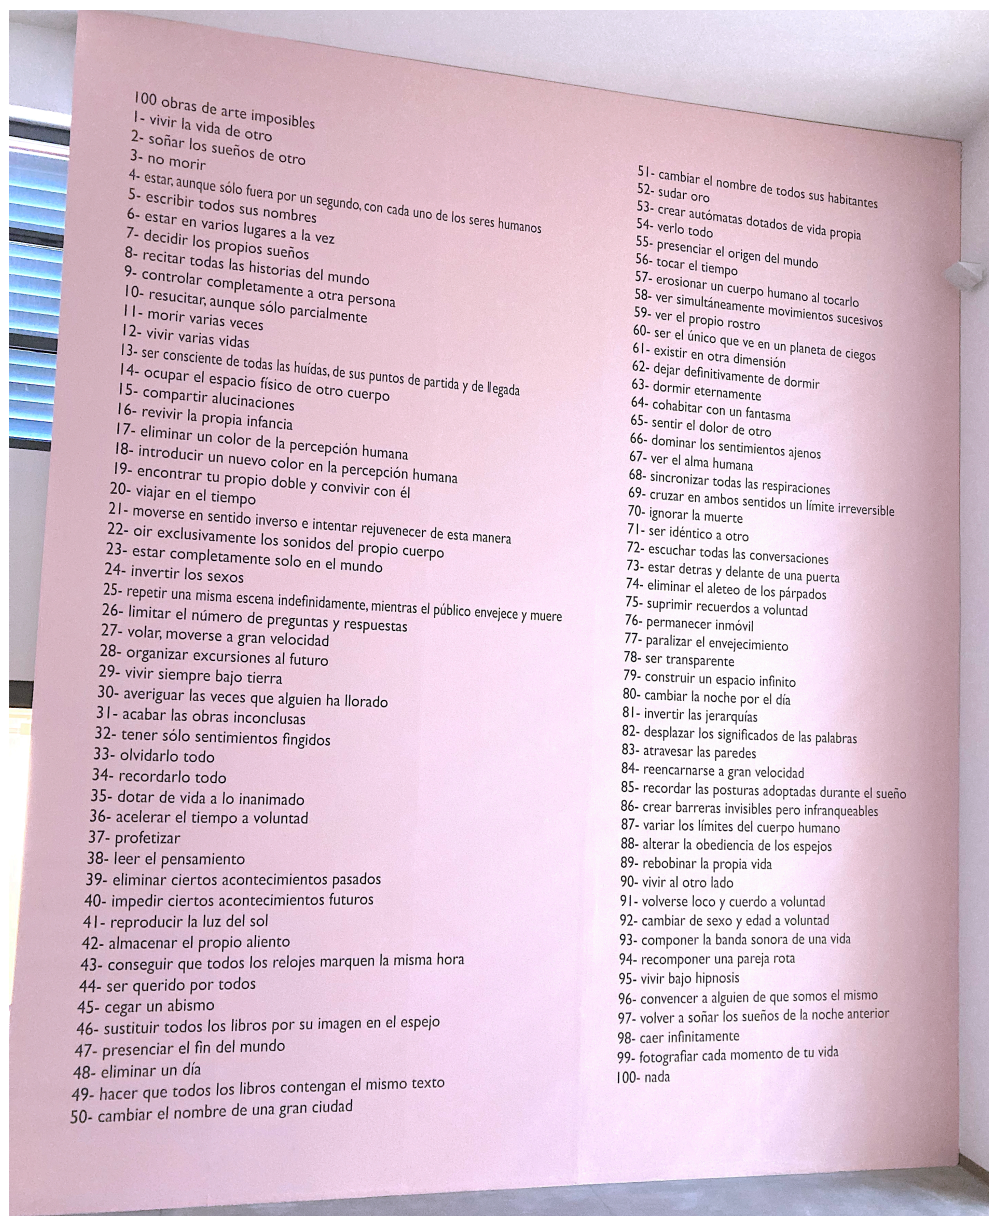 100 obras de arte imposibles
1- vivir la vida de otro
2- soñar los sueños de otro
3- no morir
4- estar, aunque sólo fuera por un segundo, con cada uno de los seres humanos
5- escribir todos sus nombres
6- estar en varios lugares a la vez
7- decidir los propios sueños
8- recitar todas las historias del mundo
9- controlar completamente a otra persona
10- resucitar, aunque sólo parcialmente
11- morir varias veces
12- vivir varias vidas
13- ser consciente de todas las huídas, de sus puntos de partida y de llegada
14- ocupar el espacio físico de otro cuerpo
15- compartir alucinaciones
16- revivir la propia infancia
17- eliminar un color de la percepción humana
18- introducir un nuevo color en la percepción humana
19- encontrar tu propio doble y convivir con él
20- viajar en el tiempo
21- moverse en sentido inverso e intentar rejuvenecer de esta manera
22- oir exclusivamente los sonidos del propio cuerpo
23- estar completamente solo en el mundo
24- invertir los sexos
25- repetir una misma escena indefinidamente, mientras el público envejece y muere
26- limitar el número de preguntas y respuestas
27- volar, moverse a gran velocidad
28- organizar excursiones al futuro
29- vivir siempre bajo tierra
30- averiguar las veces que alguien ha llorado
31- acabar las obras inconclusas
32- tener sólo sentimientos fingidos
33- olvidarlo todo
34- recordarlo todo
35- dotar de vida a lo inanimado
36- acelerar el tiempo a voluntad
37- profetizar
38- leer el pensamiento
39- eliminar ciertos acontecimientos pasados
40- impedir ciertos acontecimientos futuros
41- reproducir la luz del sol
42- almacenar el propio aliento
43- conseguir que todos los relojes marquen la misma hora
44- ser querido por todos
45- cegar un abismo
46- sustituir todos los libros por su imagen en el espejo
47- presenciar el fin del mundo
48- eliminar un día
49- hacer que todos los libros contengan el mismo texto
50- cambiar el nombre de una gran ciudad
51- cambiar el nombre de todos sus habitantes
52- sudar oro
53- crear autómatas dotados de vida propia
54- verlo todo
55- presenciar el origen del mundo
56- tocar el tiempo
57- erosionar un cuerpo humano al tocarlo
58- ver simultáneamente movimientos sucesivos
59- ver el propio rostro
60- ser el único que ve en un planeta de ciegos
61- existir en otra dimensión
62- dejar definitivamente de dormir
63- dormir eternamente
64- cohabitar con un fantasma
65- sentir el dolor de otro
66- dominar los sentimientos ajenos
67- ver el alma humana
68- sincronizar todas las respiraciones
69- cruzar en ambos sentidos un límite irreversible
70- ignorar la muerte
71- ser idéntico a otro
72- escuchar todas las conversaciones
73- estar detras y delante de una puerta
74- eliminar el aleteo de los párpados
75- suprimir recuerdos a voluntad
76- permanecer inmóvil
77- paralizar el envejecimiento
78- ser transparente
79- construir un espacio infinito
80- cambiar la noche por el día
81- invertir las jerarquías
82- desplazar los significados de las palabras
83- atravesar las paredes
84- reencarnarse a gran velocidad
85- recordar las posturas adoptadas durante el sueño
86- crear barreras invisibles pero infranqueables
87- variar los límites del cuerpo humano
88- alterar la obediencia de los espejos
89- rebobinar la propia vida
90- vivir al otro lado
91- volverse loco y cuerdo a voluntad
92- cambiar de sexo y edad a voluntad
93- componer la banda sonora de una vida
94- recomponer una pareja rota
95- vivir bajo hipnosis
96- convencer a alguien de que somos el mismo
97- volver a soñar los sueños de la noche anterior
98- caer infinitamente
99- fotografiar cada momento de tu vida
100- nada